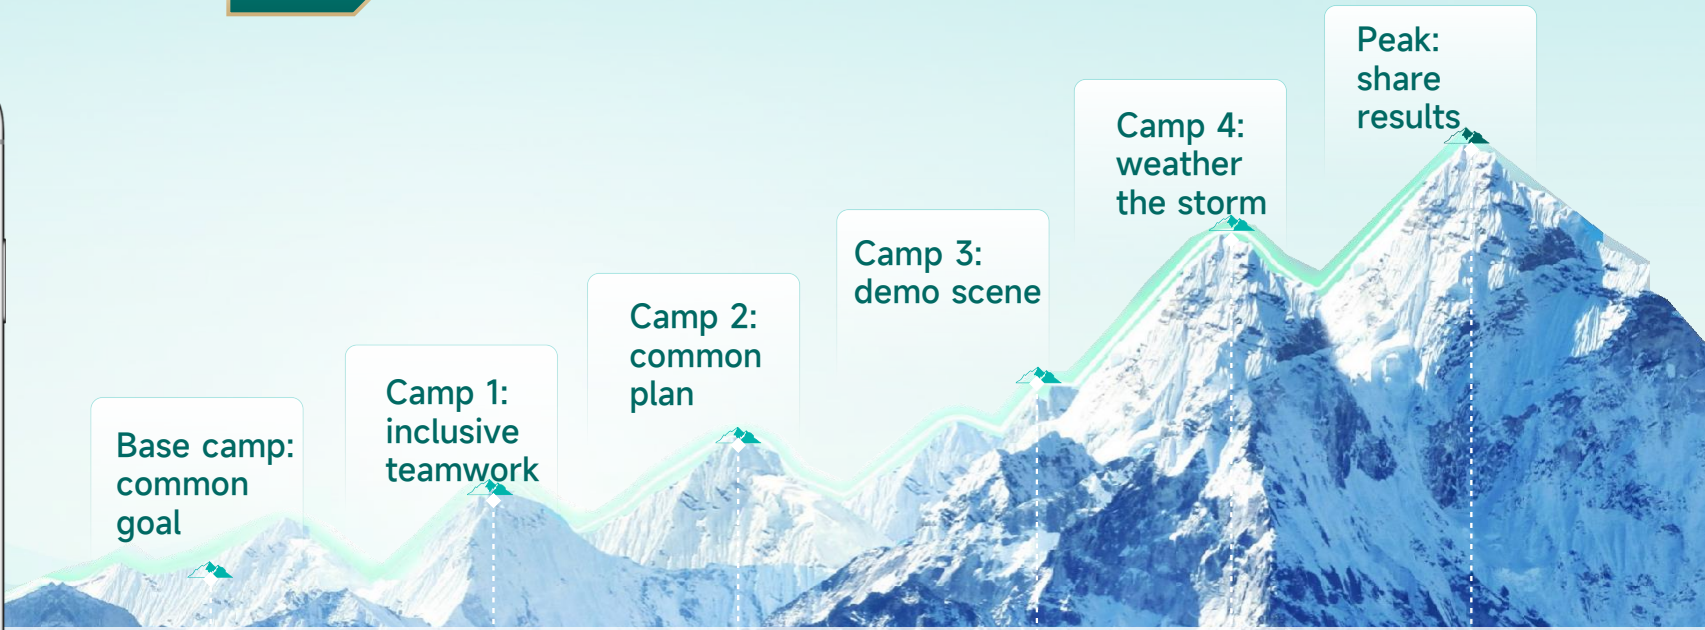 Peak:
share
results
Camp 4:
weather
the storm
Camp 3:
demo scene
Camp 2:
common
plan
Camp 1:
inclusive
teamwork
Base camp:
common
goal